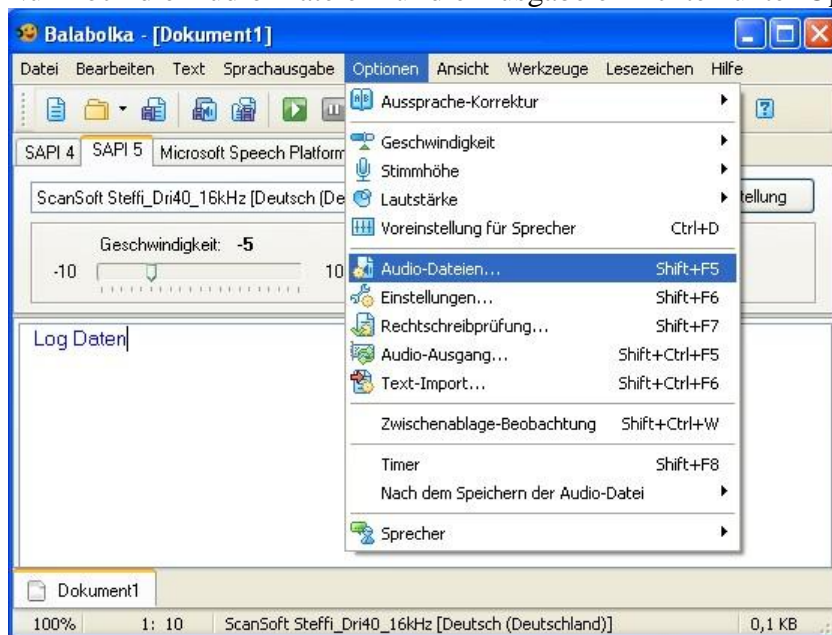 Balabolka - [Dokument1]
Datei Bearbeiten Text Sprachausgabe Optionen Ansicht Werkzeuge Lesezeichen Hilfe
SAPI 4 SAPI 5 Microsoft Speech Platform
ScanSoft Steffi_Dri40_16kHz [Deutsch (De
tellung
Geschwindigkeit: -5
-10 10
Aussprache-Korrektur
Geschwindigkeit
Stimmhöhe
Lautstärke
Voreinstellung für Sprecher Ctrl+D
Audio-Dateien... Shift+F5
Einstellungen... Shift+F6
Rechtschreibprüfung... Shift+F7
Audio-Ausgang... Shift+Ctrl+F5
Text-Import... Shift+Ctrl+F6
Zwischenablage-Beobachtung Shift+Ctrl+W
Timer Shift+F8
Nach dem Speichern der Audio-Datei
Sprecher
Log Daten
Dokument1
100% 1: 10 ScanSoft Steffi_Dri40_16kHz [Deutsch (Deutschland)] 0,1 KB